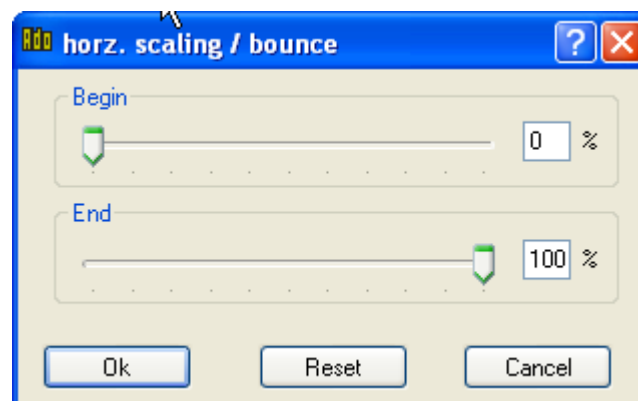 Ado horz. scaling / bounce ?
Begin
0 %
End
100 %
Ok Reset Cancel